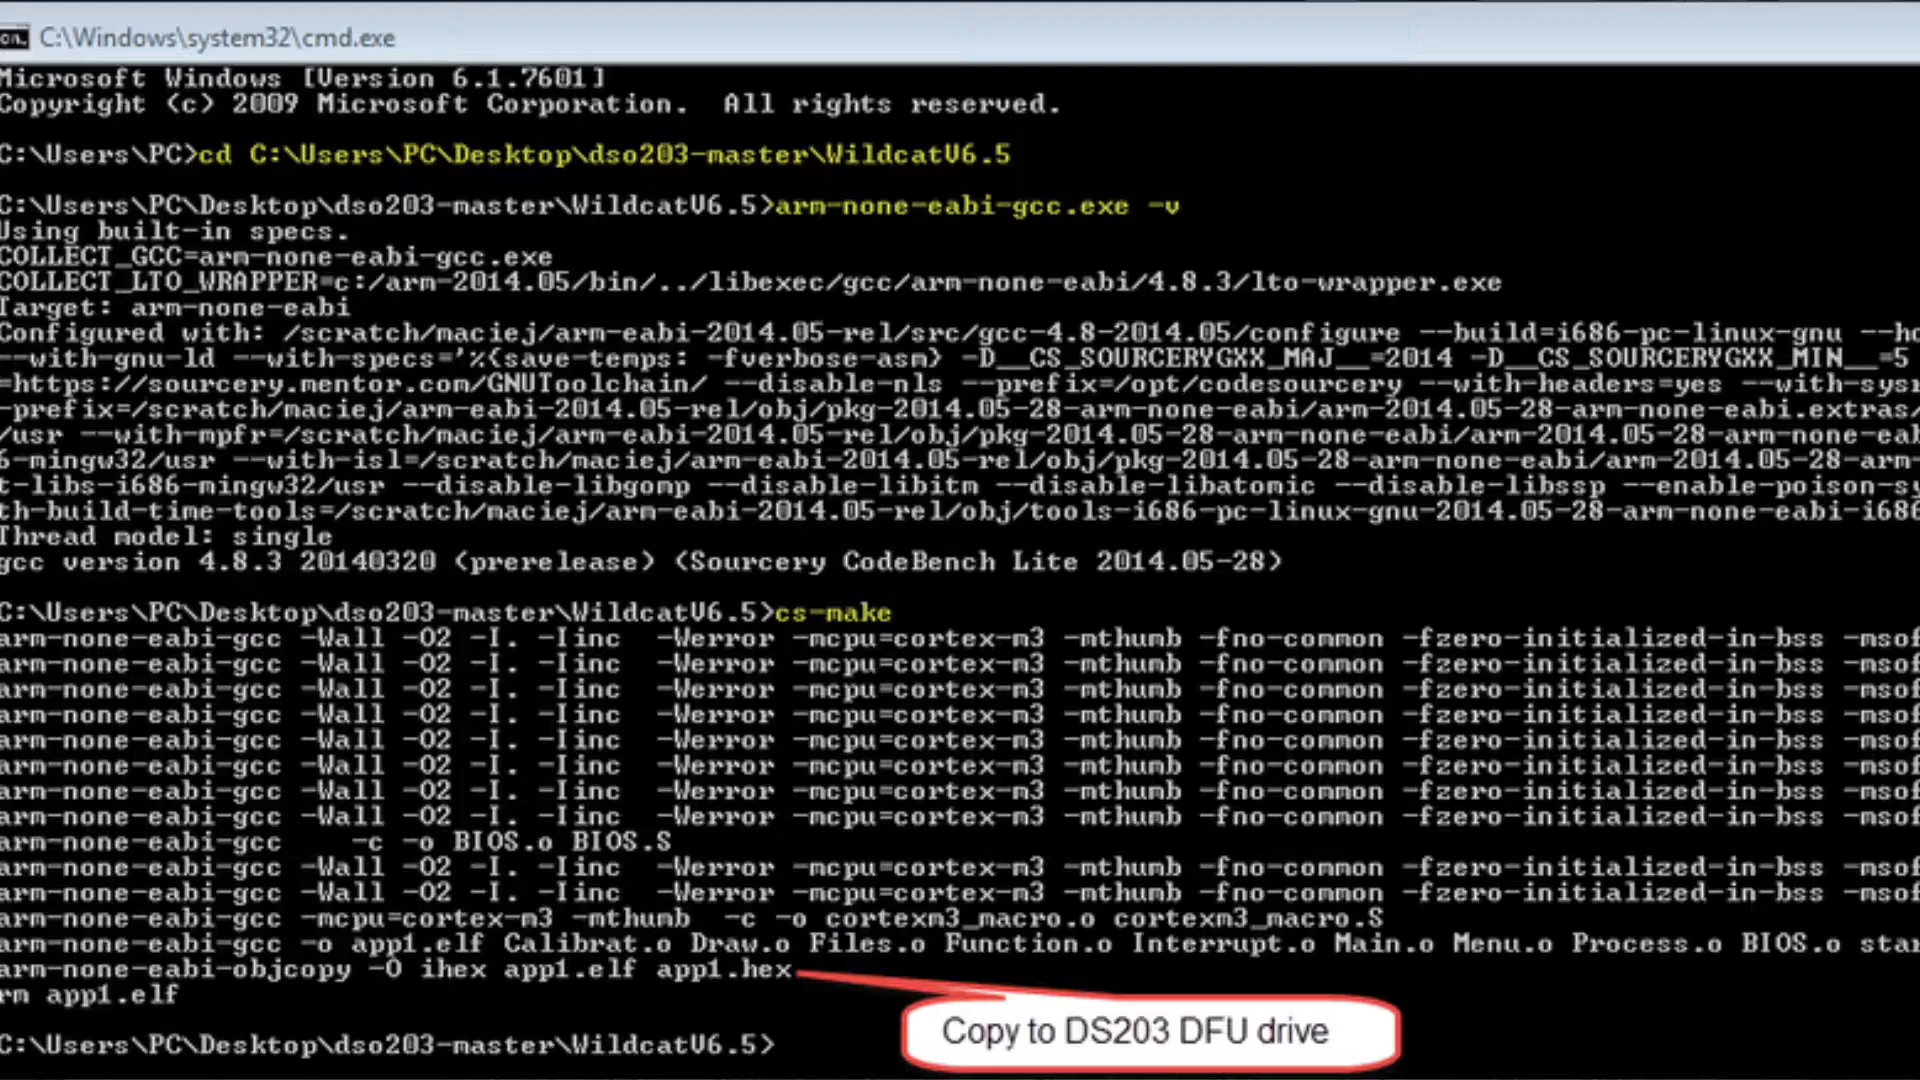 C:\Windows\system32\cmd.exe
Microsoft Windows [Version 6.1.7601]
Copyright (c) 2009 Microsoft Corporation.  All rights reserved.
C:\Users\PC>cd C:\Users\PC\Desktop\dso203-master\WildcatV6.5
C:\Users\PC\Desktop\dso203-master\WildcatV6.5>arm-none-eabi-gcc.exe -v
Using built-in specs.
COLLECT_GCC=arm-none-eabi-gcc.exe
COLLECT_LTO_WRAPPER=c:/arm-2014.05/bin/../libexec/gcc/arm-none-eabi/4.8.3/lto-wrapper.exe
Target: arm-none-eabi
Configured with: /scratch/maciej/arm-eabi-2014.05-rel/src/gcc-4.8-2014.05/configure --build=i686-pc-linux-gnu --ho
--with-gnu-ld --with-specs='%{save-temps: -fverbose-asm} -D__CS_SOURCERYGXX_MAJ__=2014 -D__CS_SOURCERYGXX_MIN__=5
=https://sourcery.mentor.com/GNUToolchain/ --disable-nls --prefix=/opt/codesourcery --with-headers=yes --with-sysr
-prefix=/scratch/maciej/arm-eabi-2014.05-rel/obj/pkg-2014.05-28-arm-none-eabi/arm-2014.05-28-arm-none-eabi.extras/
/usr --with-mpfr=/scratch/maciej/arm-eabi-2014.05-rel/obj/pkg-2014.05-28-arm-none-eabi/arm-2014.05-28-arm-none-eab
6-mingw32/usr --with-isl=/scratch/maciej/arm-eabi-2014.05-rel/obj/pkg-2014.05-28-arm-none-eabi/arm-2014.05-28-arm-
t-libs-i686-mingw32/usr --disable-libgomp --disable-libitm --disable-libatomic --disable-libssp --enable-poison-sy
th-build-time-tools=/scratch/maciej/arm-eabi-2014.05-rel/obj/tools-i686-pc-linux-gnu-2014.05-28-arm-none-eabi-i686
Thread model: single
gcc version 4.8.3 20140320 (prerelease) (Sourcery CodeBench Lite 2014.05-28)
C:\Users\PC\Desktop\dso203-master\WildcatV6.5>cs-make
arm-none-eabi-gcc -Wall -O2 -I. -Iinc  -Werror -mcpu=cortex-m3 -mthumb -fno-common -fzero-initialized-in-bss -msof
arm-none-eabi-gcc -Wall -O2 -I. -Iinc  -Werror -mcpu=cortex-m3 -mthumb -fno-common -fzero-initialized-in-bss -msof
arm-none-eabi-gcc -Wall -O2 -I. -Iinc  -Werror -mcpu=cortex-m3 -mthumb -fno-common -fzero-initialized-in-bss -msof
arm-none-eabi-gcc -Wall -O2 -I. -Iinc  -Werror -mcpu=cortex-m3 -mthumb -fno-common -fzero-initialized-in-bss -msof
arm-none-eabi-gcc -Wall -O2 -I. -Iinc  -Werror -mcpu=cortex-m3 -mthumb -fno-common -fzero-initialized-in-bss -msof
arm-none-eabi-gcc -Wall -O2 -I. -Iinc  -Werror -mcpu=cortex-m3 -mthumb -fno-common -fzero-initialized-in-bss -msof
arm-none-eabi-gcc -Wall -O2 -I. -Iinc  -Werror -mcpu=cortex-m3 -mthumb -fno-common -fzero-initialized-in-bss -msof
arm-none-eabi-gcc -Wall -O2 -I. -Iinc  -Werror -mcpu=cortex-m3 -mthumb -fno-common -fzero-initialized-in-bss -msof
arm-none-eabi-gcc    -c -o BIOS.o BIOS.S
arm-none-eabi-gcc -Wall -O2 -I. -Iinc  -Werror -mcpu=cortex-m3 -mthumb -fno-common -fzero-initialized-in-bss -msof
arm-none-eabi-gcc -Wall -O2 -I. -Iinc  -Werror -mcpu=cortex-m3 -mthumb -fno-common -fzero-initialized-in-bss -msof
arm-none-eabi-gcc -mcpu=cortex-m3 -mthumb  -c -o cortexm3_macro.o cortexm3_macro.S
arm-none-eabi-gcc -o app1.elf Calibrat.o Draw.o Files.o Function.o Interrupt.o Main.o Menu.o Process.o BIOS.o star
arm-none-eabi-objcopy -O ihex app1.elf app1.hex
rm app1.elf
Copy to DS203 DFU drive
C:\Users\PC\Desktop\dso203-master\WildcatV6.5>